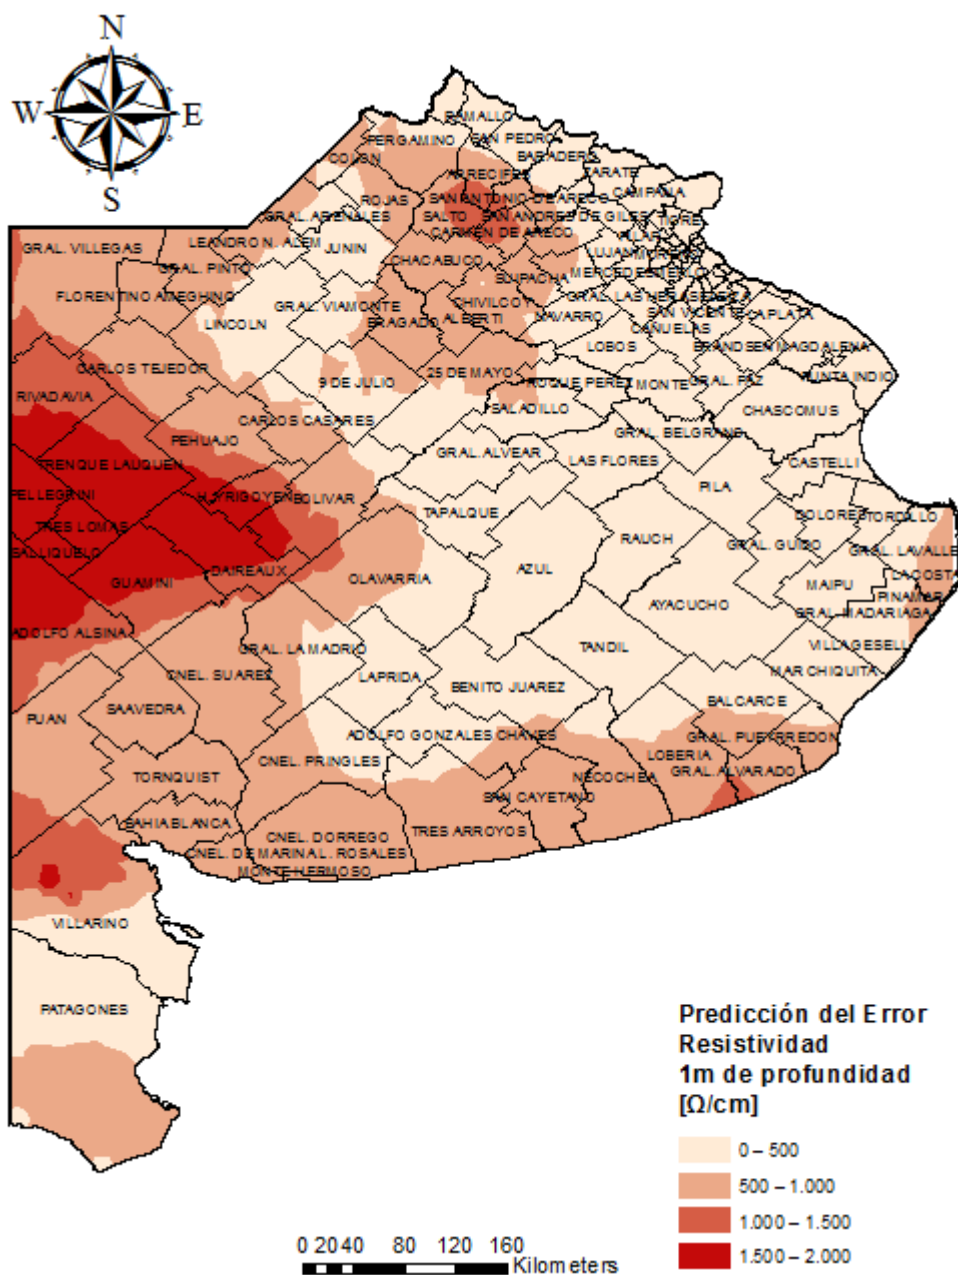 N
W E
S
RAMALLO
PERGAMINO SAN PEDRO
COLON BARADERO
ARRECIFES ZARATE
ROJAS SAN ANTONIO DE ARECO CAMPANA
GRAL. ARENALES SALTO SAN ANDRES DE GILES TIGRE
LEANDRO N. ALEM CARMEN DE ARECO PILAR
GRAL. VILLEGAS JUNIN LUJAN
GRAL. PINTO CHACABUCO MERCEDES
SUIPACHA
FLORENTINO AMEGHINO CHIVILCOY
GRAL. VIAMONTE ALBERTI NAVARRO SAN VICENTE LA PLATA
LINCOLN BRAGADO CAÑUELAS
LOBOS BRANDSEN MAGDALENA
CARLOS TEJEDOR 9 DE JULIO 25 DE MAYO ROQUE PEREZ MONTE GRAL. PAZ PUNTA INDIO
RIVADAVIA SALADILLO CHASCOMUS
CARLOS CASARES
PEHUAJO GRAL. BELGRANO
GRAL. ALVEAR LAS FLORES CASTELLI
TRENQUE LAUQUEN
PELLEGRINI H. YRIGOYEN BOLIVAR PILA
TAPALQUE DOLORES TORDILLO
TRES LOMAS RAUCH GRAL. GUIDO
SALLIQUELO GRAL. LAVALLE
GUAMINI DAIREAUX OLAVARRIA AZUL MAIPU LA COSTA
PINAMAR
AYACUCHO GRAL. MADARIAGA
ADOLFO ALSINA
GRAL. LA MADRID TANDIL VILLA GESELL
CNEL. SUAREZ LAPRIDA MAR CHIQUITA
BENITO JUAREZ
PUAN SAAVEDRA BALCARCE
ADOLFO GONZALES CHAVES GRAL. PUEYRREDON
CNEL. PRINGLES LOBERIA
TORNQUIST NECOCHEA GRAL. ALVARADO
SAN CAYETANO
BAHIA BLANCA
CNEL. DORREGO TRES ARROYOS
CNEL. DE MARINA L. ROSALES
MONTE HERMOSO
VILLARINO
PATAGONES
Predicción del Error
Resistividad
1m de profundidad
[Ω/cm]
0 – 500
500 – 1.000
1.000 – 1.500
1.500 – 2.000
0 20 40 80 120 160
Kilometers